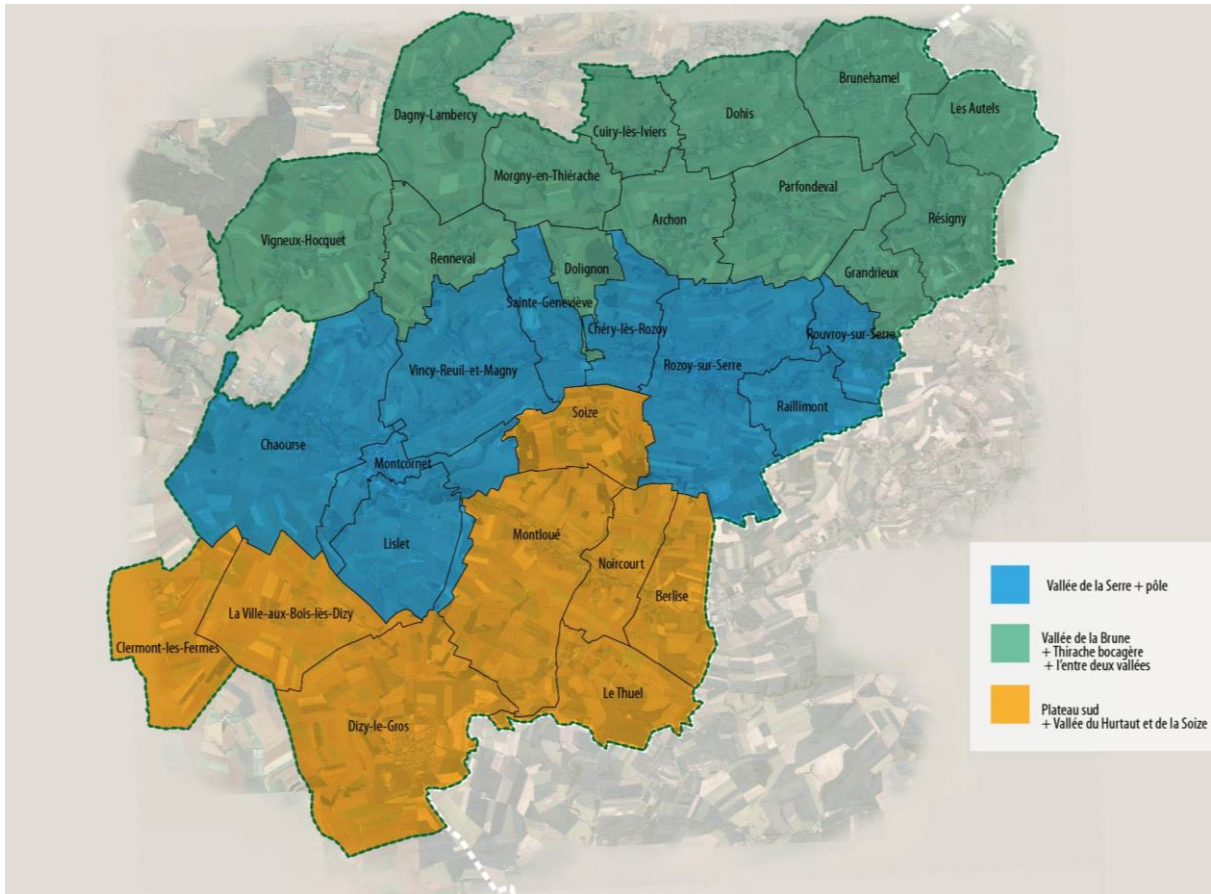 Brunehamel
Les Autels
Dagny-Lambercy
Dohis
Cuiry-lès-Iviers
Morgny-en-Thiérache
Parfondeval
Archon
Résigny
Vigneux-Hocquet
Renneval
Dolignon
Grandrieux
Sainte-Geneviève
Chéry-lès-Rozoy
Rouvroy-sur-Serre
Vincy-Reuil-et-Magny
Rozoy-sur-Serre
Raillimont
Soize
Chaourse
Montcornet
Montloué
Lislet
Noircourt
Berlise
La Ville-aux-Bois-lès-Dizy
Clermont-les-Fermes
Le Thuel
Dizy-le-Gros
Vallée de la Serre + pôle
Vallée de la Brune
+ Thirache bocagère
+ l'entre deux vallées
Plateau sud
+ Vallée du Hurtaut et de la Soize